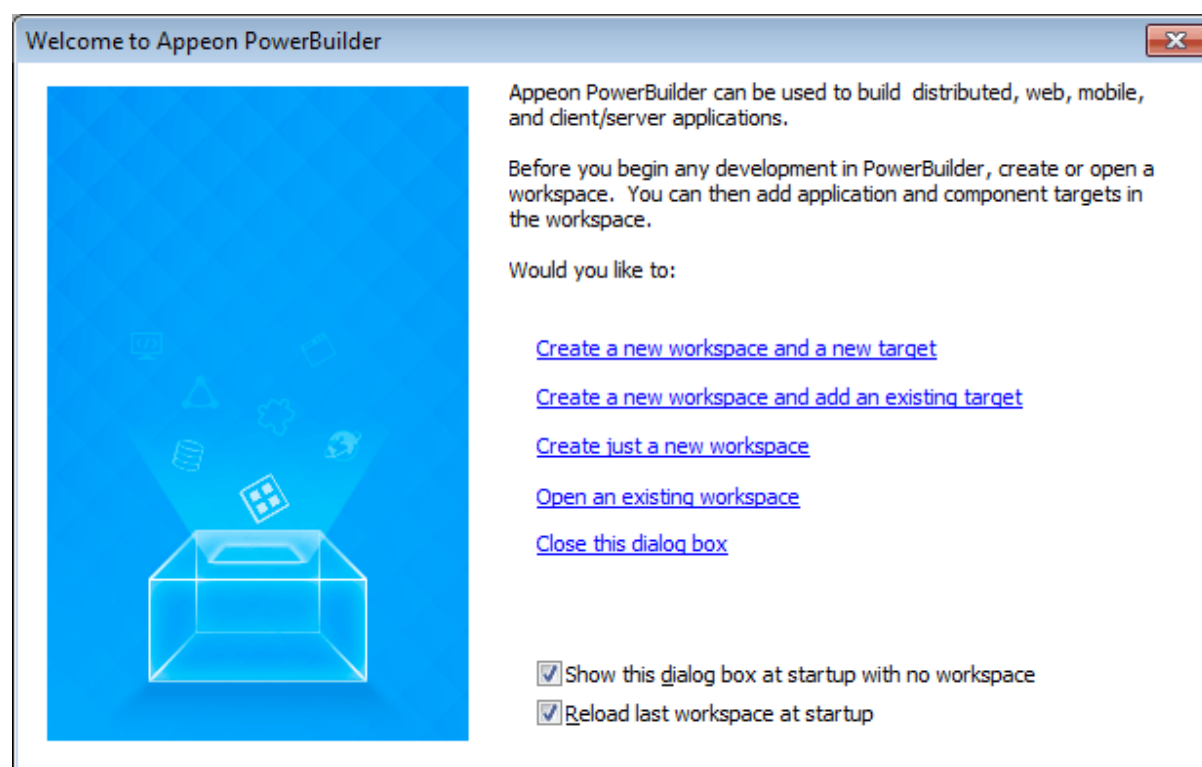 Welcome to Appeon PowerBuilder
Appeon PowerBuilder can be used to build  distributed, web, mobile,
and client/server applications.
Before you begin any development in PowerBuilder, create or open a
workspace.  You can then add application and component targets in
the workspace.
Would you like to:
Create a new workspace and a new target
Create a new workspace and add an existing target
Create just a new workspace
Open an existing workspace
Close this dialog box
Show this dialog box at startup with no workspace
Reload last workspace at startup